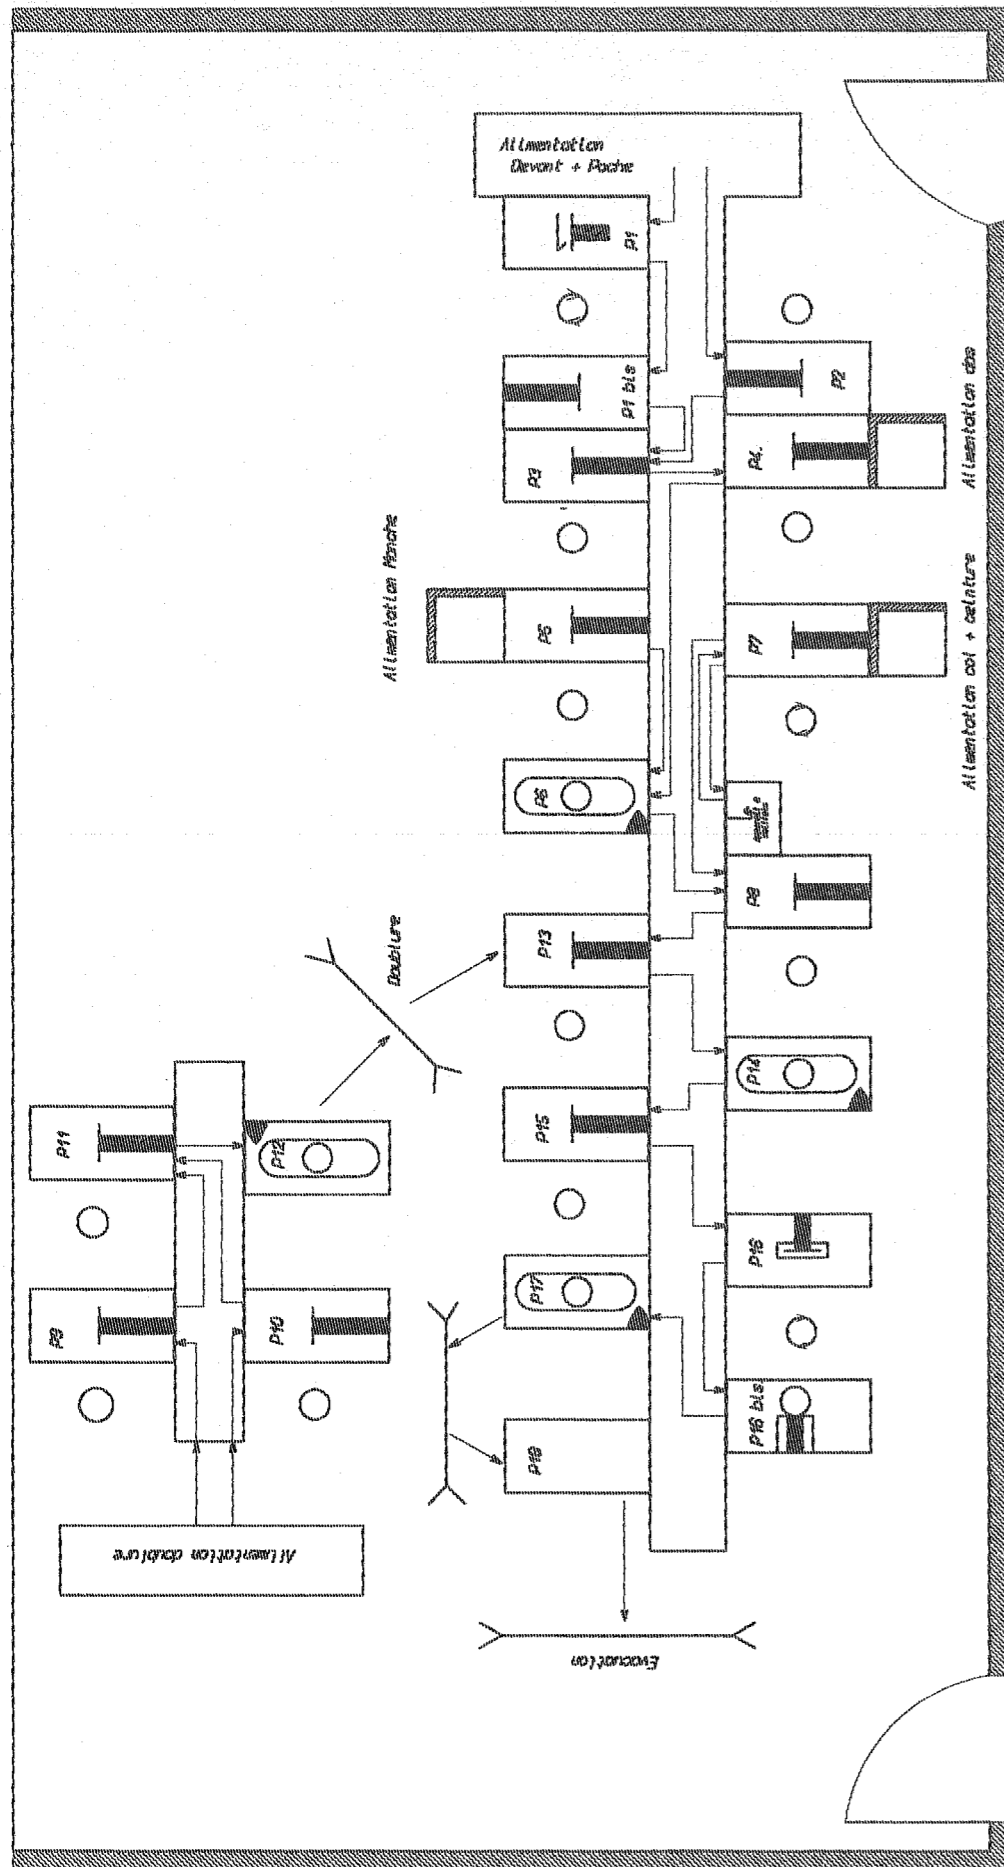 Alimentation
Devant + Poche
P1
P1 bis
P2
P3
P4.
Alimentation dos
Alimentation Manche
P5
P7
Alimentation col + ceinture
P6
P8
Doublure
P13
P14
P11
P12
P15
P16
P9
P10
P17
P16 bis
P18
Alimentation doublure
Evacuation